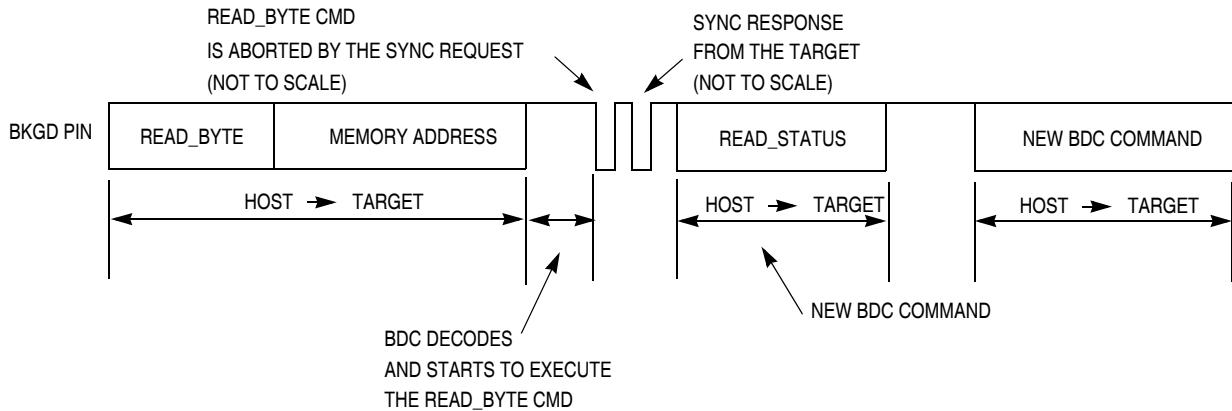 READ_BYTE CMD
IS ABORTED BY THE SYNC REQUEST
(NOT TO SCALE)
SYNC RESPONSE
FROM THE TARGET
(NOT TO SCALE)
BKGD PIN
READ_BYTE
MEMORY ADDRESS
READ_STATUS
NEW BDC COMMAND
HOST
TARGET
HOST
TARGET
HOST
TARGET
NEW BDC COMMAND
BDC DECODES
AND STARTS TO EXECUTE
THE READ_BYTE CMD